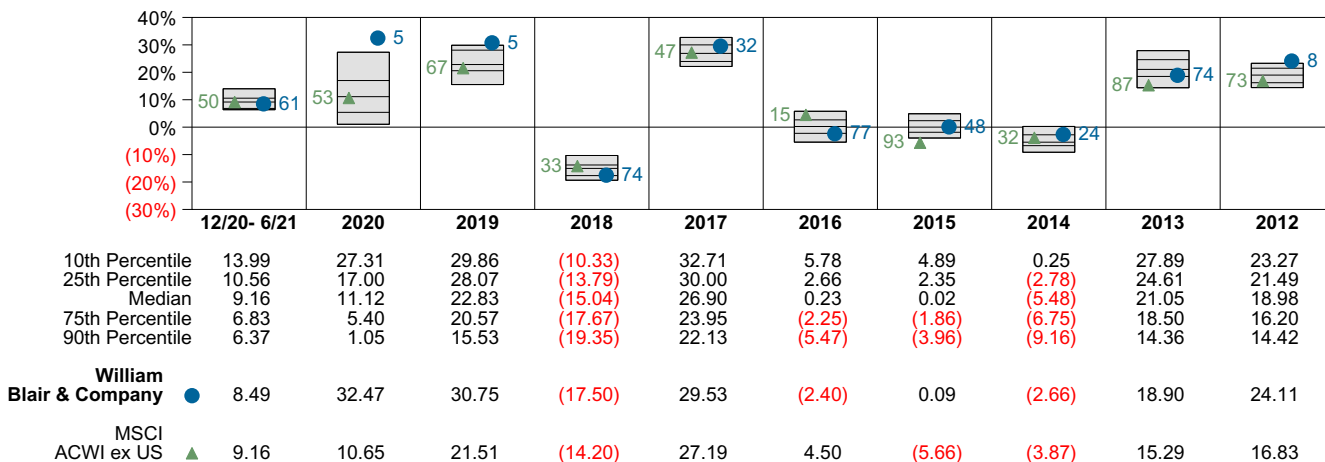 40%
30%
20%
10%
0%
(10%)
(20%)
(30%)
50 61
53 5
67 5
33 74
47 32
15 77
93 48
32 24
87 74
73 8
12/20- 6/21 2020 2019 2018 2017 2016 2015 2014 2013 2012
10th Percentile 13.99 27.31 29.86 (10.33) 32.71 5.78 4.89 0.25 27.89 23.27
25th Percentile 10.56 17.00 28.07 (13.79) 30.00 2.66 2.35 (2.78) 24.61 21.49
Median 9.16 11.12 22.83 (15.04) 26.90 0.23 0.02 (5.48) 21.05 18.98
75th Percentile 6.83 5.40 20.57 (17.67) 23.95 (2.25) (1.86) (6.75) 18.50 16.20
90th Percentile 6.37 1.05 15.53 (19.35) 22.13 (5.47) (3.96) (9.16) 14.36 14.42
William
Blair & Company 8.49 32.47 30.75 (17.50) 29.53 (2.40) 0.09 (2.66) 18.90 24.11
MSCI
ACWI ex US 9.16 10.65 21.51 (14.20) 27.19 4.50 (5.66) (3.87) 15.29 16.83